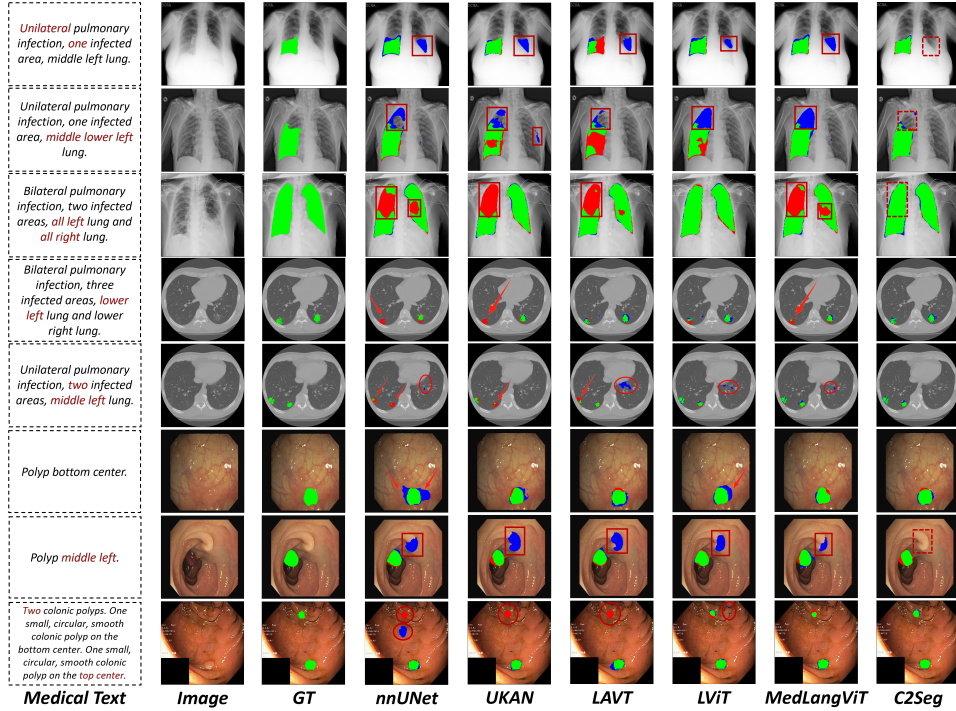 Unilateral pulmonary
infection, one infected
area, middle left lung.
Unilateral pulmonary
infection, one infected
area, middle lower left
lung.
Bilateral pulmonary
infection, two infected
areas, all left lung and
all right lung.
Bilateral pulmonary
infection, three
infected areas, lower
left lung and lower
right lung.
Unilateral pulmonary
infection, two infected
areas, middle left lung.
Polyp bottom center.
Polyp middle left.
Two colonic polyps. One
small, circular, smooth
colonic polyp on the
bottom center. One small,
circular, smooth colonic
polyp on the top center.
Medical Text Image GT nnUNet UKAN LAVT LViT MedLangViT C2Seg